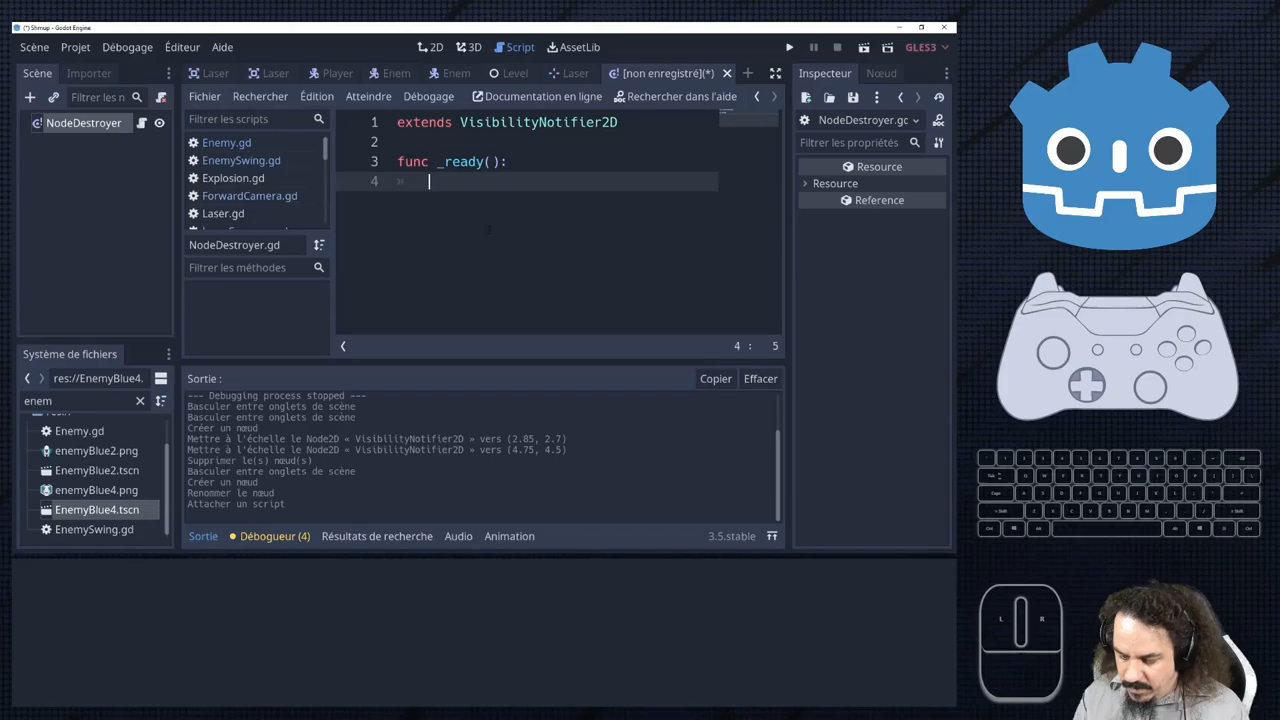 (*) Shmup - Godot Engine
Scène Projet Débogage Éditeur Aide
2D 3D Script AssetLib
GLES3
Scène Importer
Laser Laser Player Enem Enem Level Laser [non enregistré](*)
Inspecteur Nœud
Filtrer les n
Fichier Rechercher Édition Atteindre Débogage Documentation en ligne Rechercher dans l'aide
NodeDestroyer
Filtrer les scripts
Enemy.gd
EnemySwing.gd
Explosion.gd
ForwardCamera.gd
Laser.gd
NodeDestroyer.gd
Filtrer les méthodes
1 extends VisibilityNotifier2D
2
3 func _ready():
4
4 : 5
NodeDestroyer.gc
Filtrer les propriétés
Resource
Resource
Reference
Système de fichiers
res://EnemyBlue4.
enem
Enemy.gd
enemyBlue2.png
EnemyBlue2.tscn
enemyBlue4.png
EnemyBlue4.tscn
EnemySwing.gd
Sortie :
Copier Effacer
--- Debugging process stopped ---
Basculer entre onglets de scène
Basculer entre onglets de scène
Créer un nœud
Mettre à l'échelle le Node2D « VisibilityNotifier2D » vers (2.85, 2.7)
Mettre à l'échelle le Node2D « VisibilityNotifier2D » vers (4.75, 4.5)
Supprimer le(s) nœud(s)
Basculer entre onglets de scène
Créer un nœud
Renommer le nœud
Attacher un script
Sortie Débogueur (4) Résultats de recherche Audio Animation 3.5.stable
L R